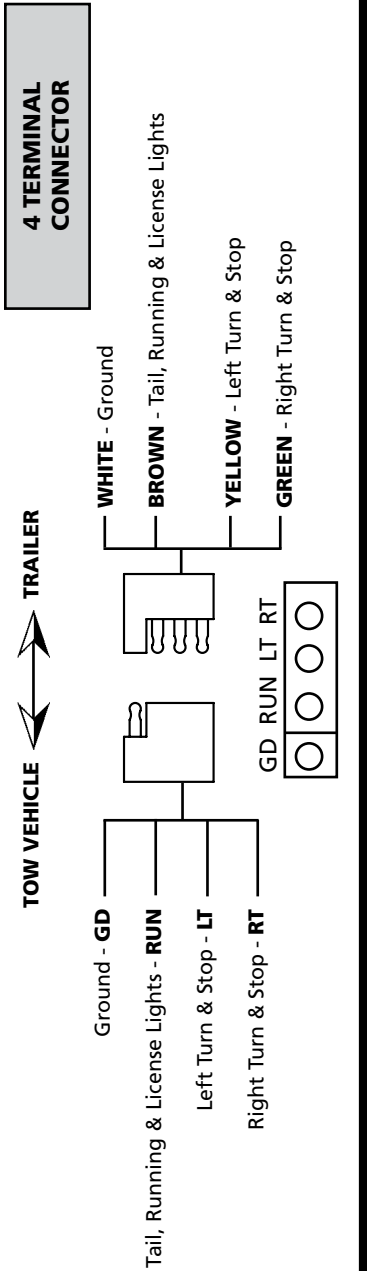 4 TERMINAL
CONNECTOR
TOW VEHICLE
TRAILER
Ground - GD
Tail, Running & License Lights - RUN
Left Turn & Stop - LT
Right Turn & Stop - RT
WHITE - Ground
BROWN - Tail, Running & License Lights
YELLOW - Left Turn & Stop
GREEN - Right Turn & Stop
GD RUN LT RT